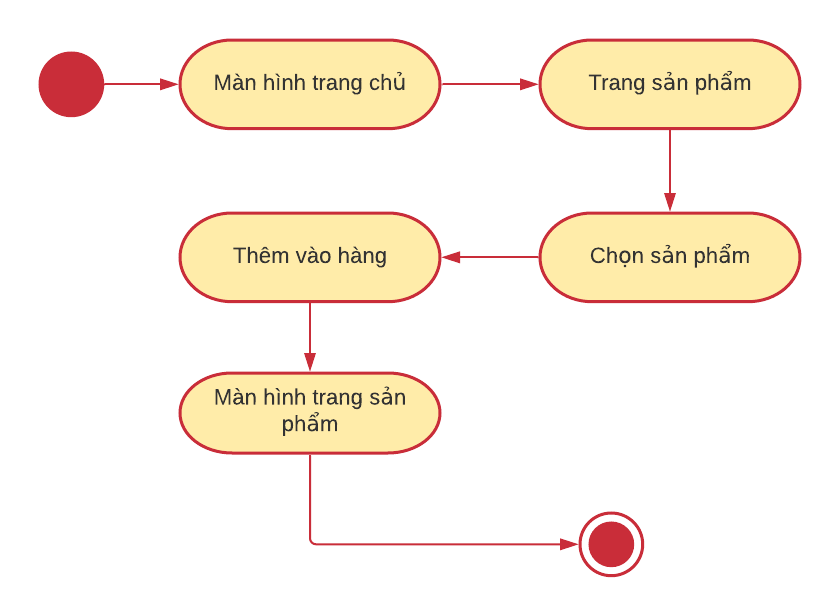 Màn hình trang chủ
Trang sản phẩm
Chọn sản phẩm
Thêm vào hàng
Màn hình trang sản
phẩm